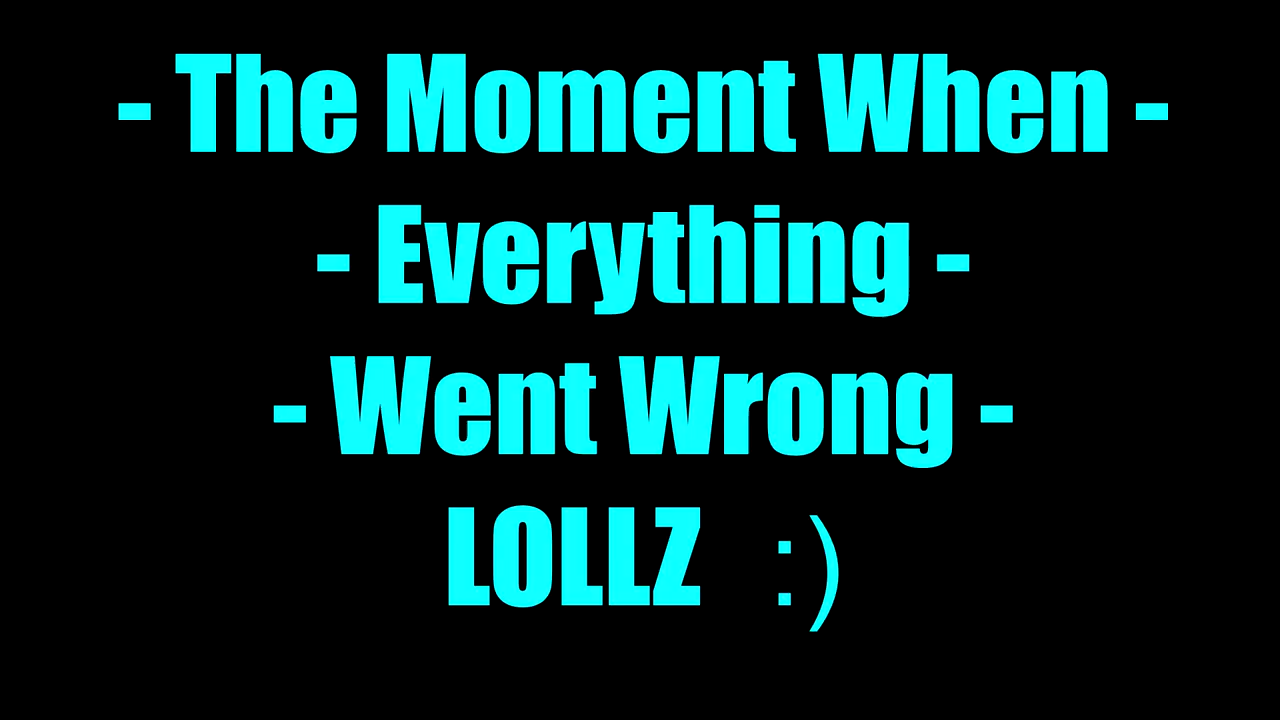 - The Moment When -
- Everything -
- Went Wrong -
LOLLZ :)